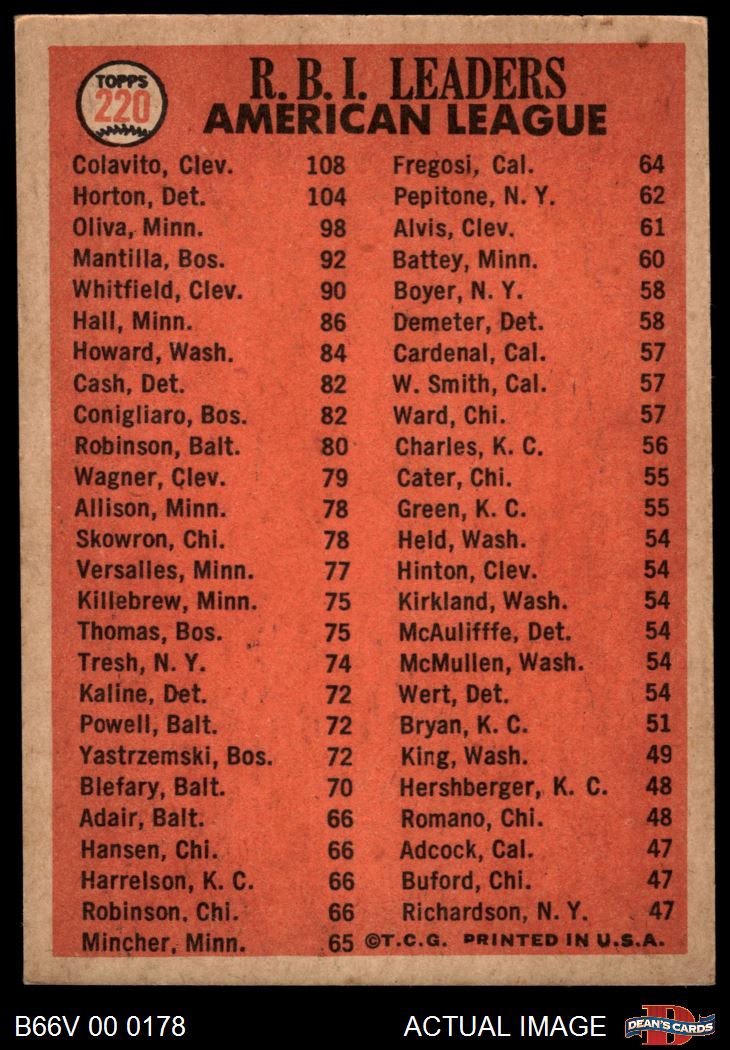 TOPPS
220
R. B. I. LEADERS
AMERICAN LEAGUE
Colavito, Clev. 108
Horton, Det. 104
Oliva, Minn. 98
Mantilla, Bos. 92
Whitfield, Clev. 90
Hall, Minn. 86
Howard, Wash. 84
Cash, Det. 82
Conigliaro, Bos. 82
Robinson, Balt. 80
Wagner, Clev. 79
Allison, Minn. 78
Skowron, Chi. 78
Versalles, Minn. 77
Killebrew, Minn. 75
Thomas, Bos. 75
Tresh, N. Y. 74
Kaline, Det. 72
Powell, Balt. 72
Yastrzemski, Bos. 72
Blefary, Balt. 70
Adair, Balt. 66
Hansen, Chi. 66
Harrelson, K. C. 66
Robinson, Chi. 66
Mincher, Minn. 65
Fregosi, Cal. 64
Pepitone, N. Y. 62
Alvis, Clev. 61
Battey, Minn. 60
Boyer, N. Y. 58
Demeter, Det. 58
Cardenal, Cal. 57
W. Smith, Cal. 57
Ward, Chi. 57
Charles, K. C. 56
Cater, Chi. 55
Green, K. C. 55
Held, Wash. 54
Hinton, Clev. 54
Kirkland, Wash. 54
McAulifffe, Det. 54
McMullen, Wash. 54
Wert, Det. 54
Bryan, K. C. 51
King, Wash. 49
Hershberger, K. C. 48
Romano, Chi. 48
Adcock, Cal. 47
Buford, Chi. 47
Richardson, N. Y. 47
©T.C.G. PRINTED IN U.S.A.
B66V 00 0178
ACTUAL IMAGE
DEAN'S CARDS